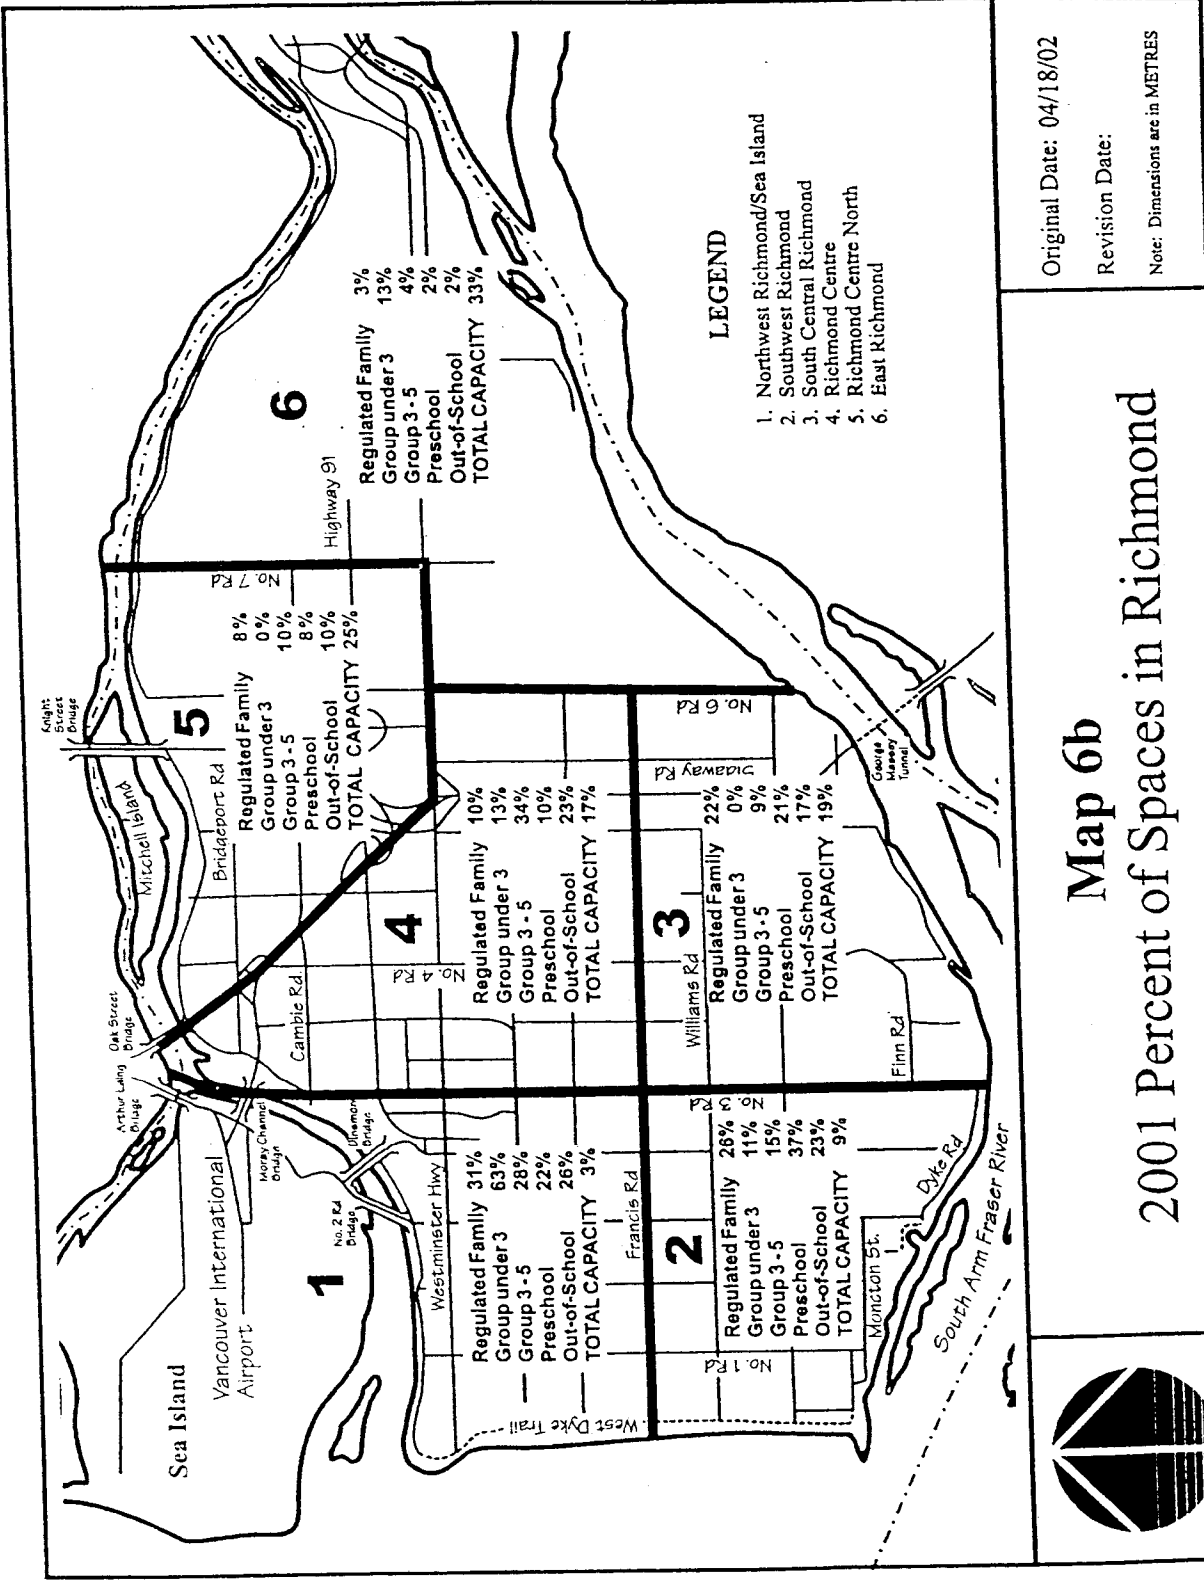 Sea Island
Vancouver International
Airport
1
Arthur Laing
Oak Street
Bridge
Moray Channel
Bridge
No. 2 Rd
Bridge
Bridge
Westminster Hwy
Regulated Family 31%
Group under 3 63%
Group 3 - 5 28%
Preschool 22%
Out-of-School 26%
TOTAL CAPACITY 3%
West Dyke Trail
Francis Rd
2
Regulated Family 26%
Group under 3 11%
Group 3 - 5 15%
Preschool 37%
Out-of-School 23%
TOTAL CAPACITY 9%
No. 1 Rd
No. 3 Rd
Moncton St.
Dyke Rd
South Arm Fraser River
Mitchell Island
Knight
Street
Bridge
5
Bridgeport Rd
Regulated Family 8%
Group under 3 0%
Group 3 - 5 10%
Preschool 8%
Out-of-School 10%
TOTAL CAPACITY 25%
No. 7 Rd
Cambie Rd.
4
No. 4 Rd
Regulated Family 10%
Group under 3 13%
Group 3 - 5 34%
Preschool 10%
Out-of-School 23%
TOTAL CAPACITY 17%
3
Williams Rd
Regulated Family 22%
Group under 3 0%
Group 3 - 5 9%
Preschool 21%
Out-of-School 17%
TOTAL CAPACITY 19%
No. 6 Rd
Finn Rd
George
Massey
Tunnel
6
Highway 91
Regulated Family 3%
Group under 3 13%
Group 3 - 5 4%
Preschool 2%
Out-of-School 2%
TOTAL CAPACITY 33%
LEGEND
1. Northwest Richmond/Sea Island
2. Southwest Richmond
3. South Central Richmond
4. Richmond Centre
5. Richmond Centre North
6. East Richmond
Map 6b
2001 Percent of Spaces in Richmond
Original Date: 04/18/02
Revision Date:
Note: Dimensions are in METRES